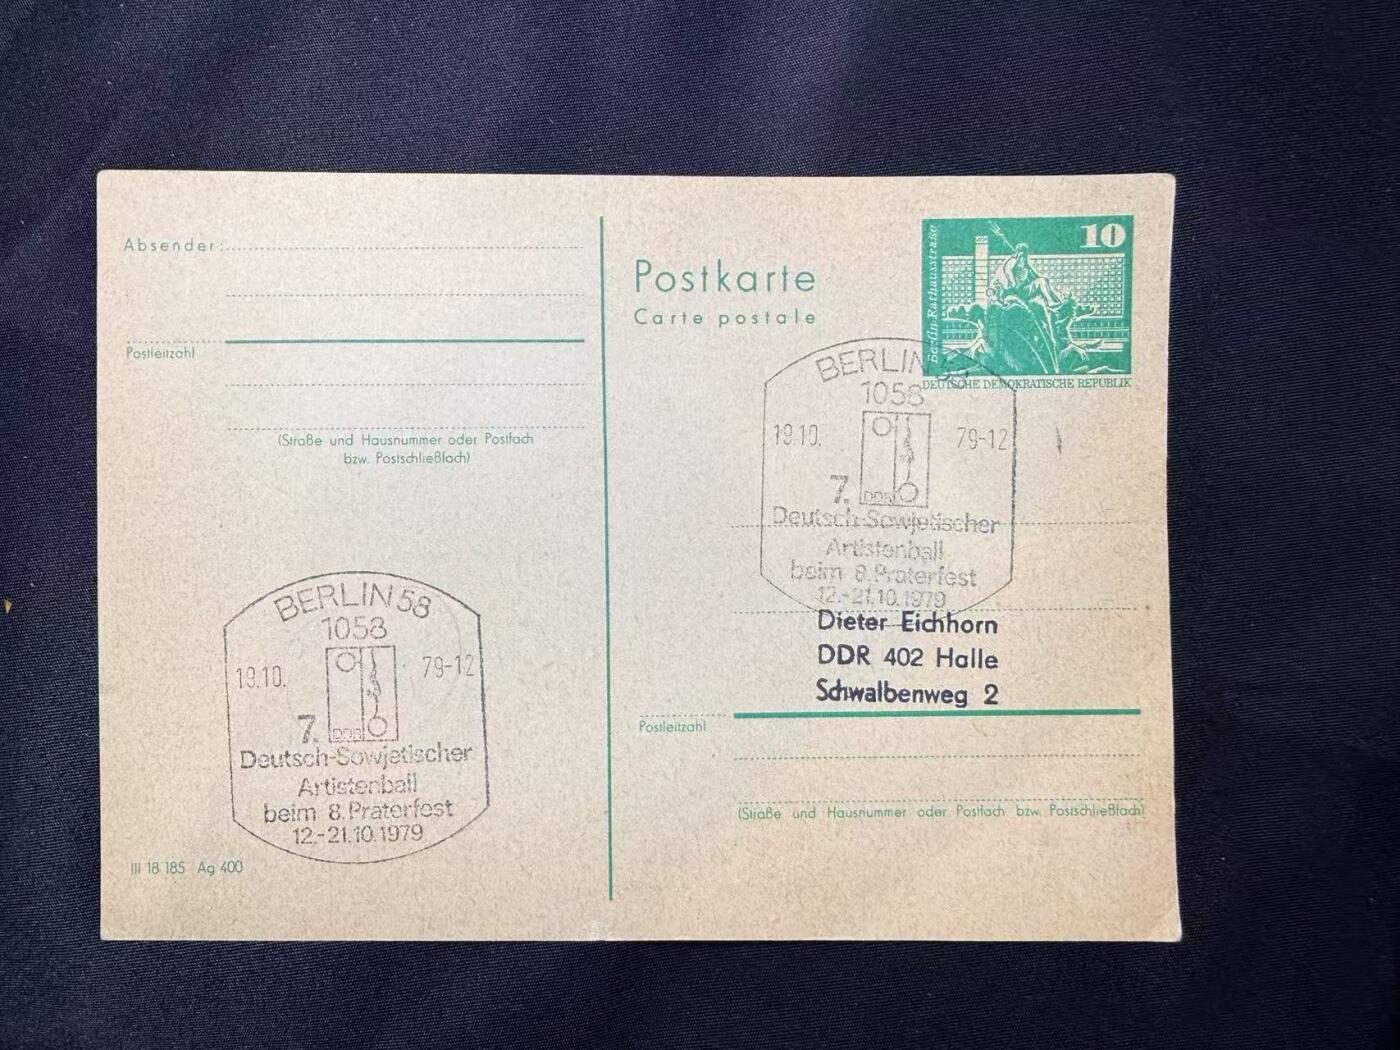 Absender:
Postleitzahl
(Straße und Hausnummer oder Postfach
bzw. Postschließfach)
BERLIN 58
1058
19.10. 79-12
7.
DDR
Deutsch-Sowjetischer
Artistenball
beim 8. Praterfest
12.-21.10.1979
III 18 185 Ag 400
Postkarte
Carte postale
10
Berlin, Rathausstraße
DEUTSCHE DEMOKRATISCHE REPUBLIK
BERLIN 58
1058
19.10. 79-12
7.
DDR
Deutsch-Sowjetischer
Artistenball
beim 8. Praterfest
12.-21.10.1979
Dieter Eichhorn
DDR 402 Halle
Schwalbenweg 2
Postleitzahl
(Straße und Hausnummer oder Postfach bzw. Postschließfach)